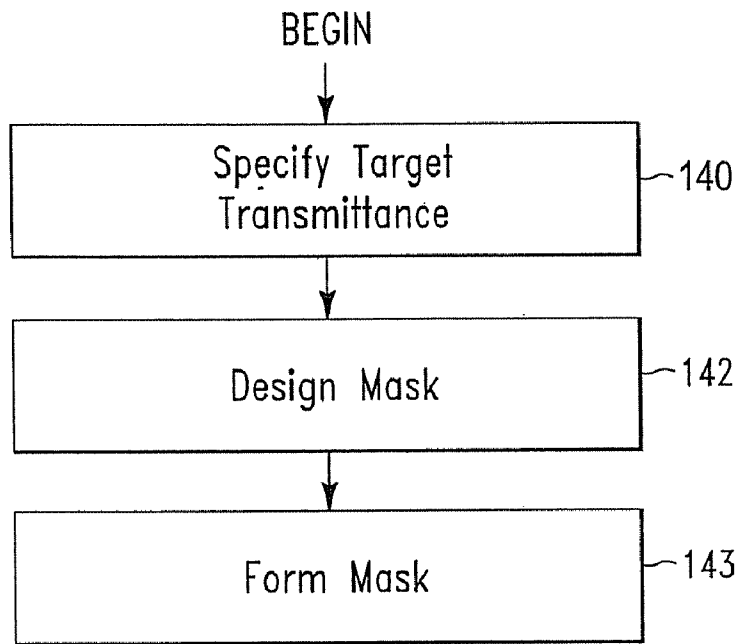 BEGIN
Specify Target
Transmittance
140
Design Mask
142
Form Mask
143